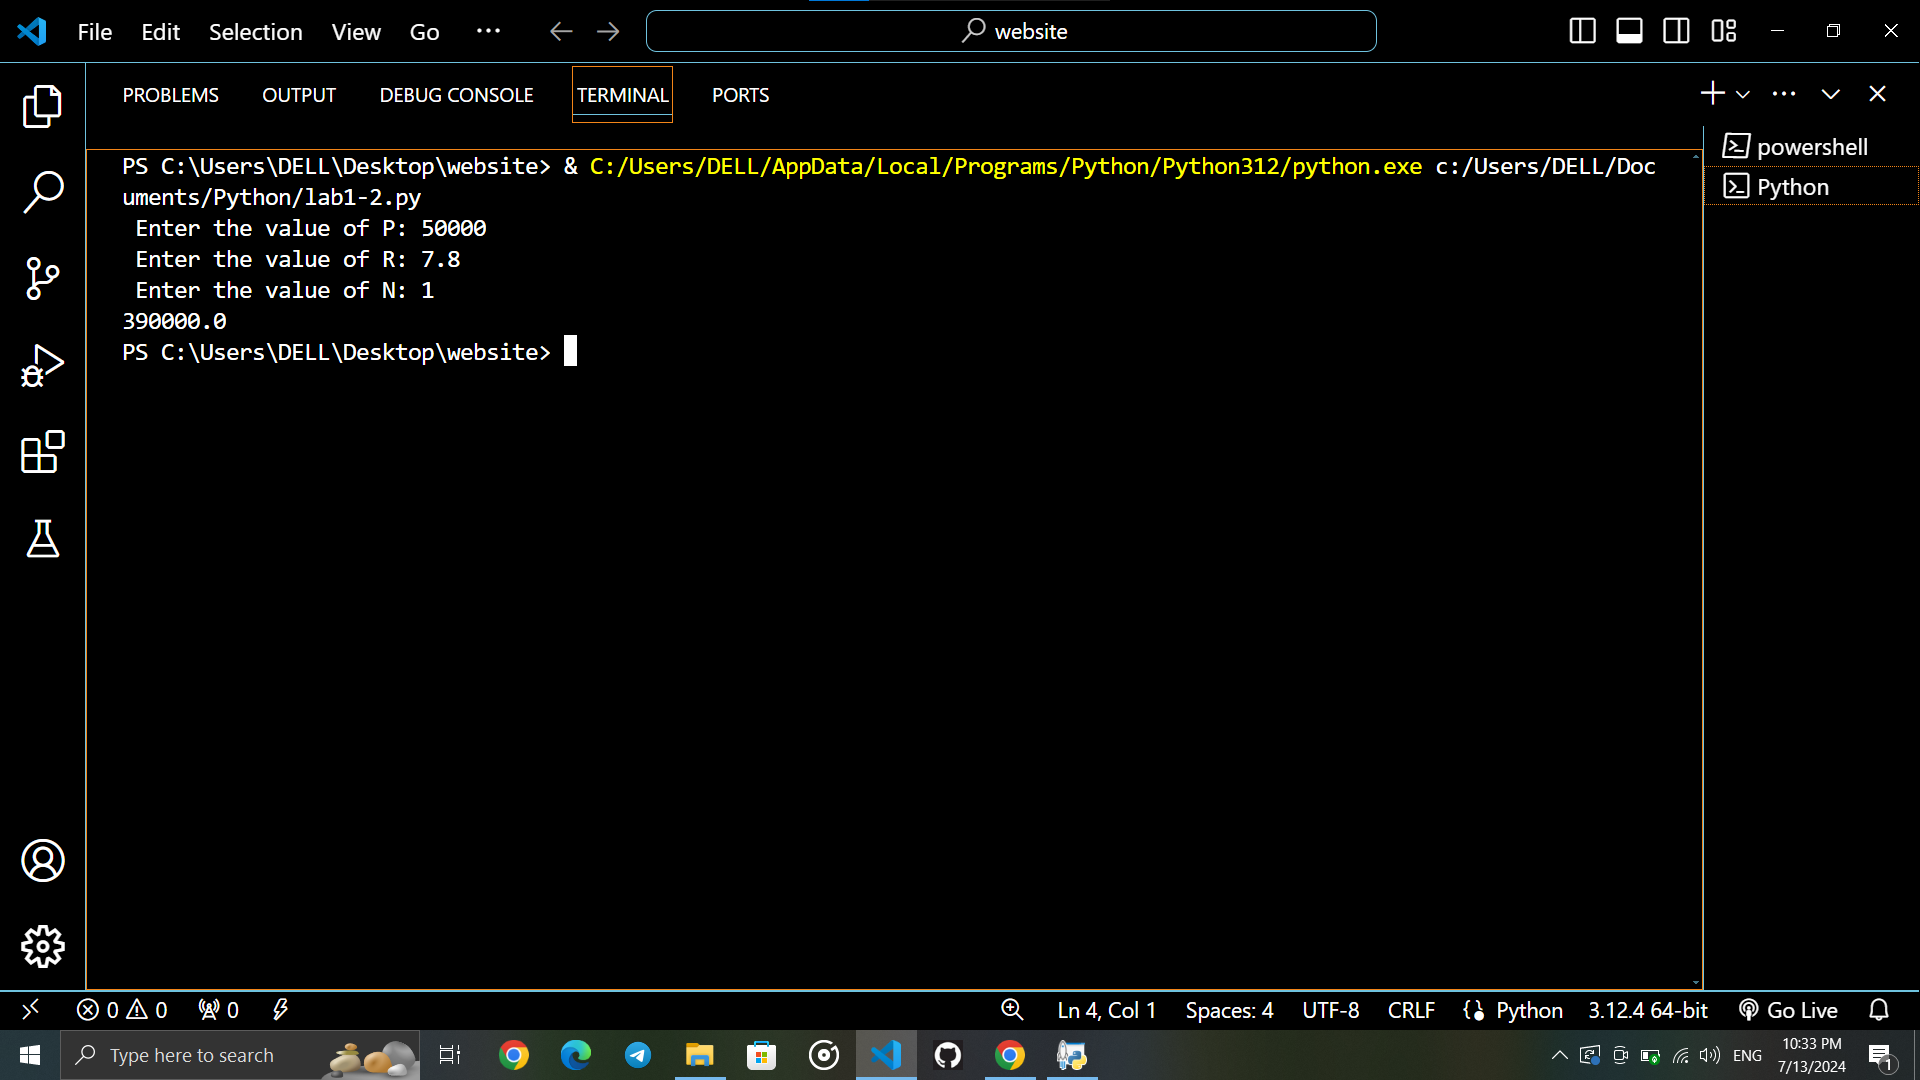 File Edit Selection View Go ··· website
PROBLEMS OUTPUT DEBUG CONSOLE TERMINAL PORTS
PS C:\Users\DELL\Desktop\website> & C:/Users/DELL/AppData/Local/Programs/Python/Python312/python.exe c:/Users/DELL/Doc
uments/Python/lab1-2.py
Enter the value of P: 50000
Enter the value of R: 7.8
Enter the value of N: 1
390000.0
PS C:\Users\DELL\Desktop\website>
powershell
Python
0 0 0 Ln 4, Col 1 Spaces: 4 UTF-8 CRLF Python 3.12.4 64-bit Go Live
Type here to search ENG 10:33 PM
7/13/2024 1